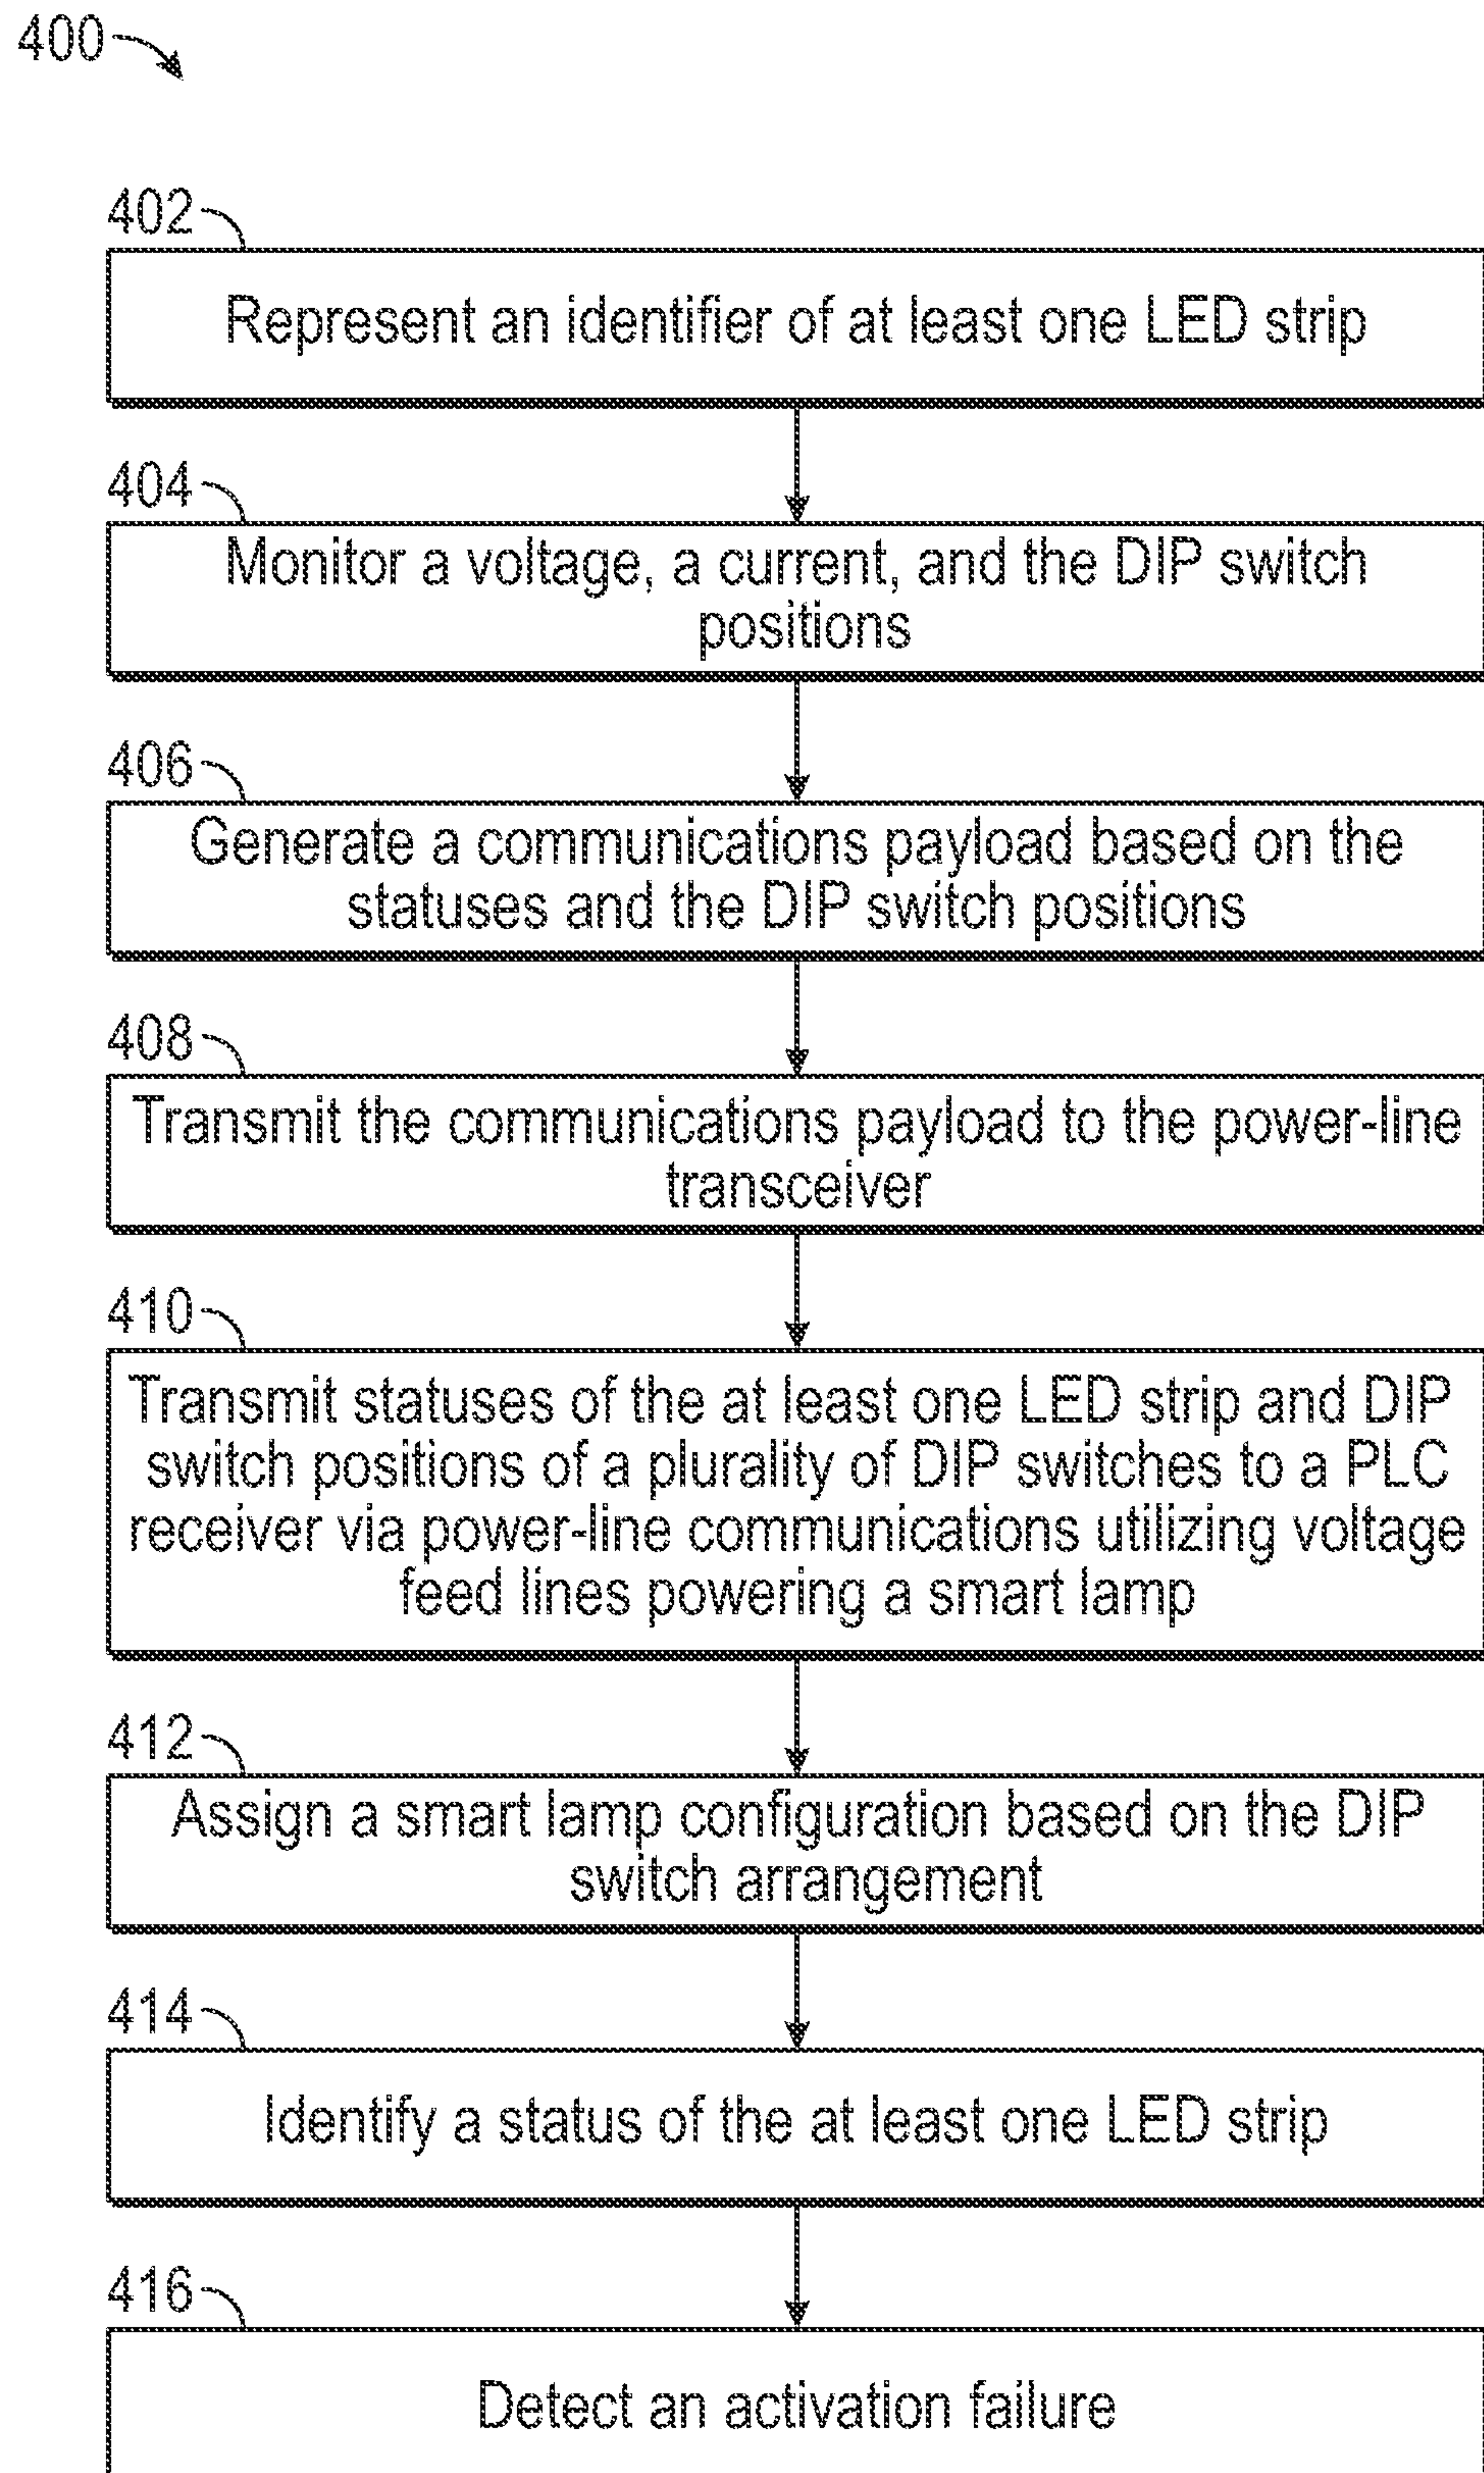 400
402
Represent an identifier of at least one LED strip
404
Monitor a voltage, a current, and the DIP switch
positions
406
Generate a communications payload based on the
statuses and the DIP switch positions
408
Transmit the communications payload to the power-line
transceiver
410
Transmit statuses of the at least one LED strip and DIP
switch positions of a plurality of DIP switches to a PLC
receiver via power-line communications utilizing voltage
feed lines powering a smart lamp
412
Assign a smart lamp configuration based on the DIP
switch arrangement
414
Identify a status of the at least one LED strip
416
Detect an activation failure